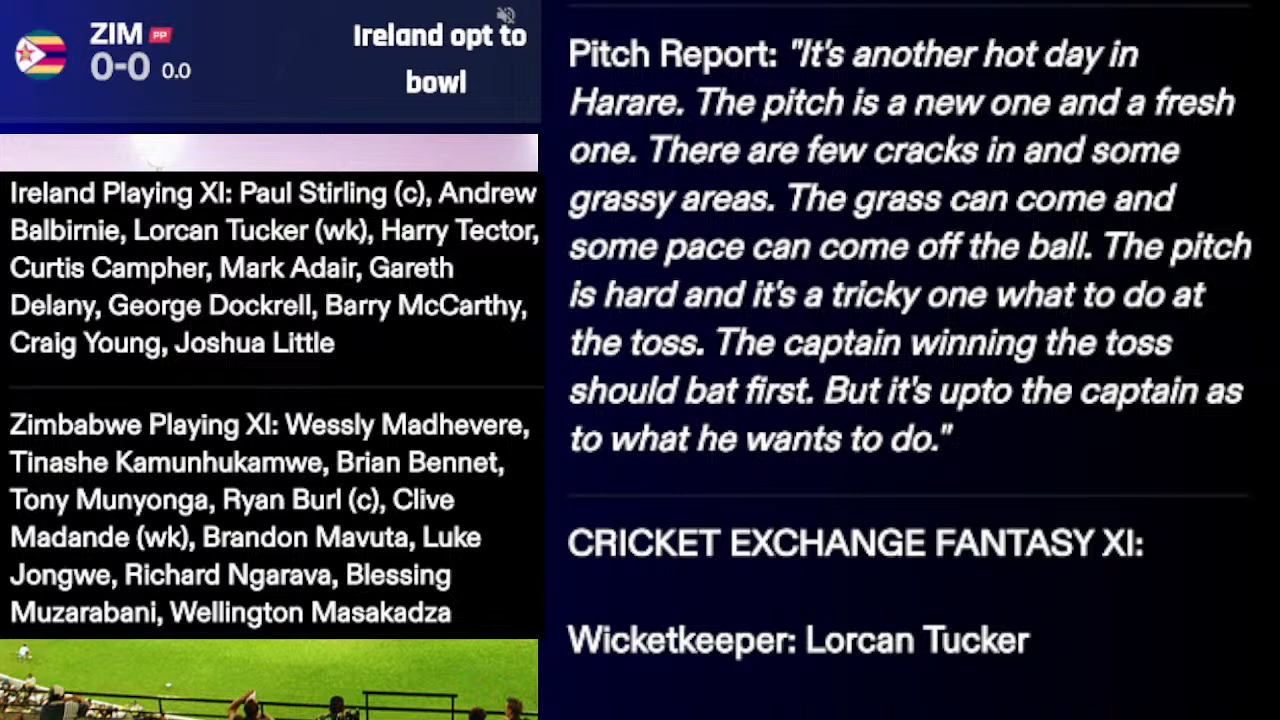 ZIM PP
0-0 0.0
Ireland opt to
bowl
Ireland Playing XI: Paul Stirling (c), Andrew
Balbirnie, Lorcan Tucker (wk), Harry Tector,
Curtis Campher, Mark Adair, Gareth
Delany, George Dockrell, Barry McCarthy,
Craig Young, Joshua Little
Zimbabwe Playing XI: Wessly Madhevere,
Tinashe Kamunhukamwe, Brian Bennet,
Tony Munyonga, Ryan Burl (c), Clive
Madande (wk), Brandon Mavuta, Luke
Jongwe, Richard Ngarava, Blessing
Muzarabani, Wellington Masakadza
Pitch Report: "It's another hot day in
Harare. The pitch is a new one and a fresh
one. There are few cracks in and some
grassy areas. The grass can come and
some pace can come off the ball. The pitch
is hard and it's a tricky one what to do at
the toss. The captain winning the toss
should bat first. But it's upto the captain as
to what he wants to do."
CRICKET EXCHANGE FANTASY XI:
Wicketkeeper: Lorcan Tucker